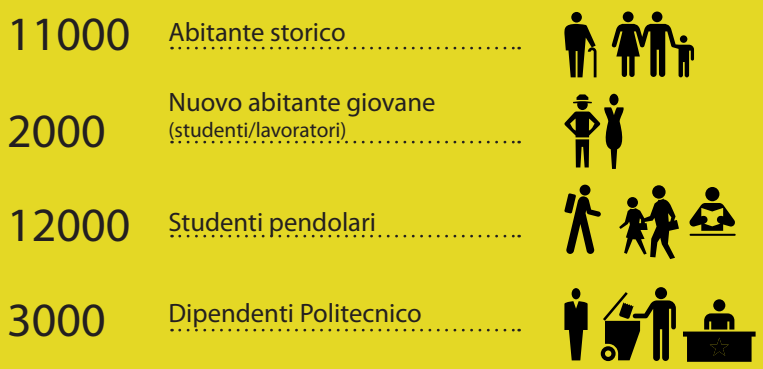 11000 Abitante storico
Nuovo abitante giovane
2000 (studenti/lavoratori)
12000 Studenti pendolari
3000 Dipendenti Politecnico